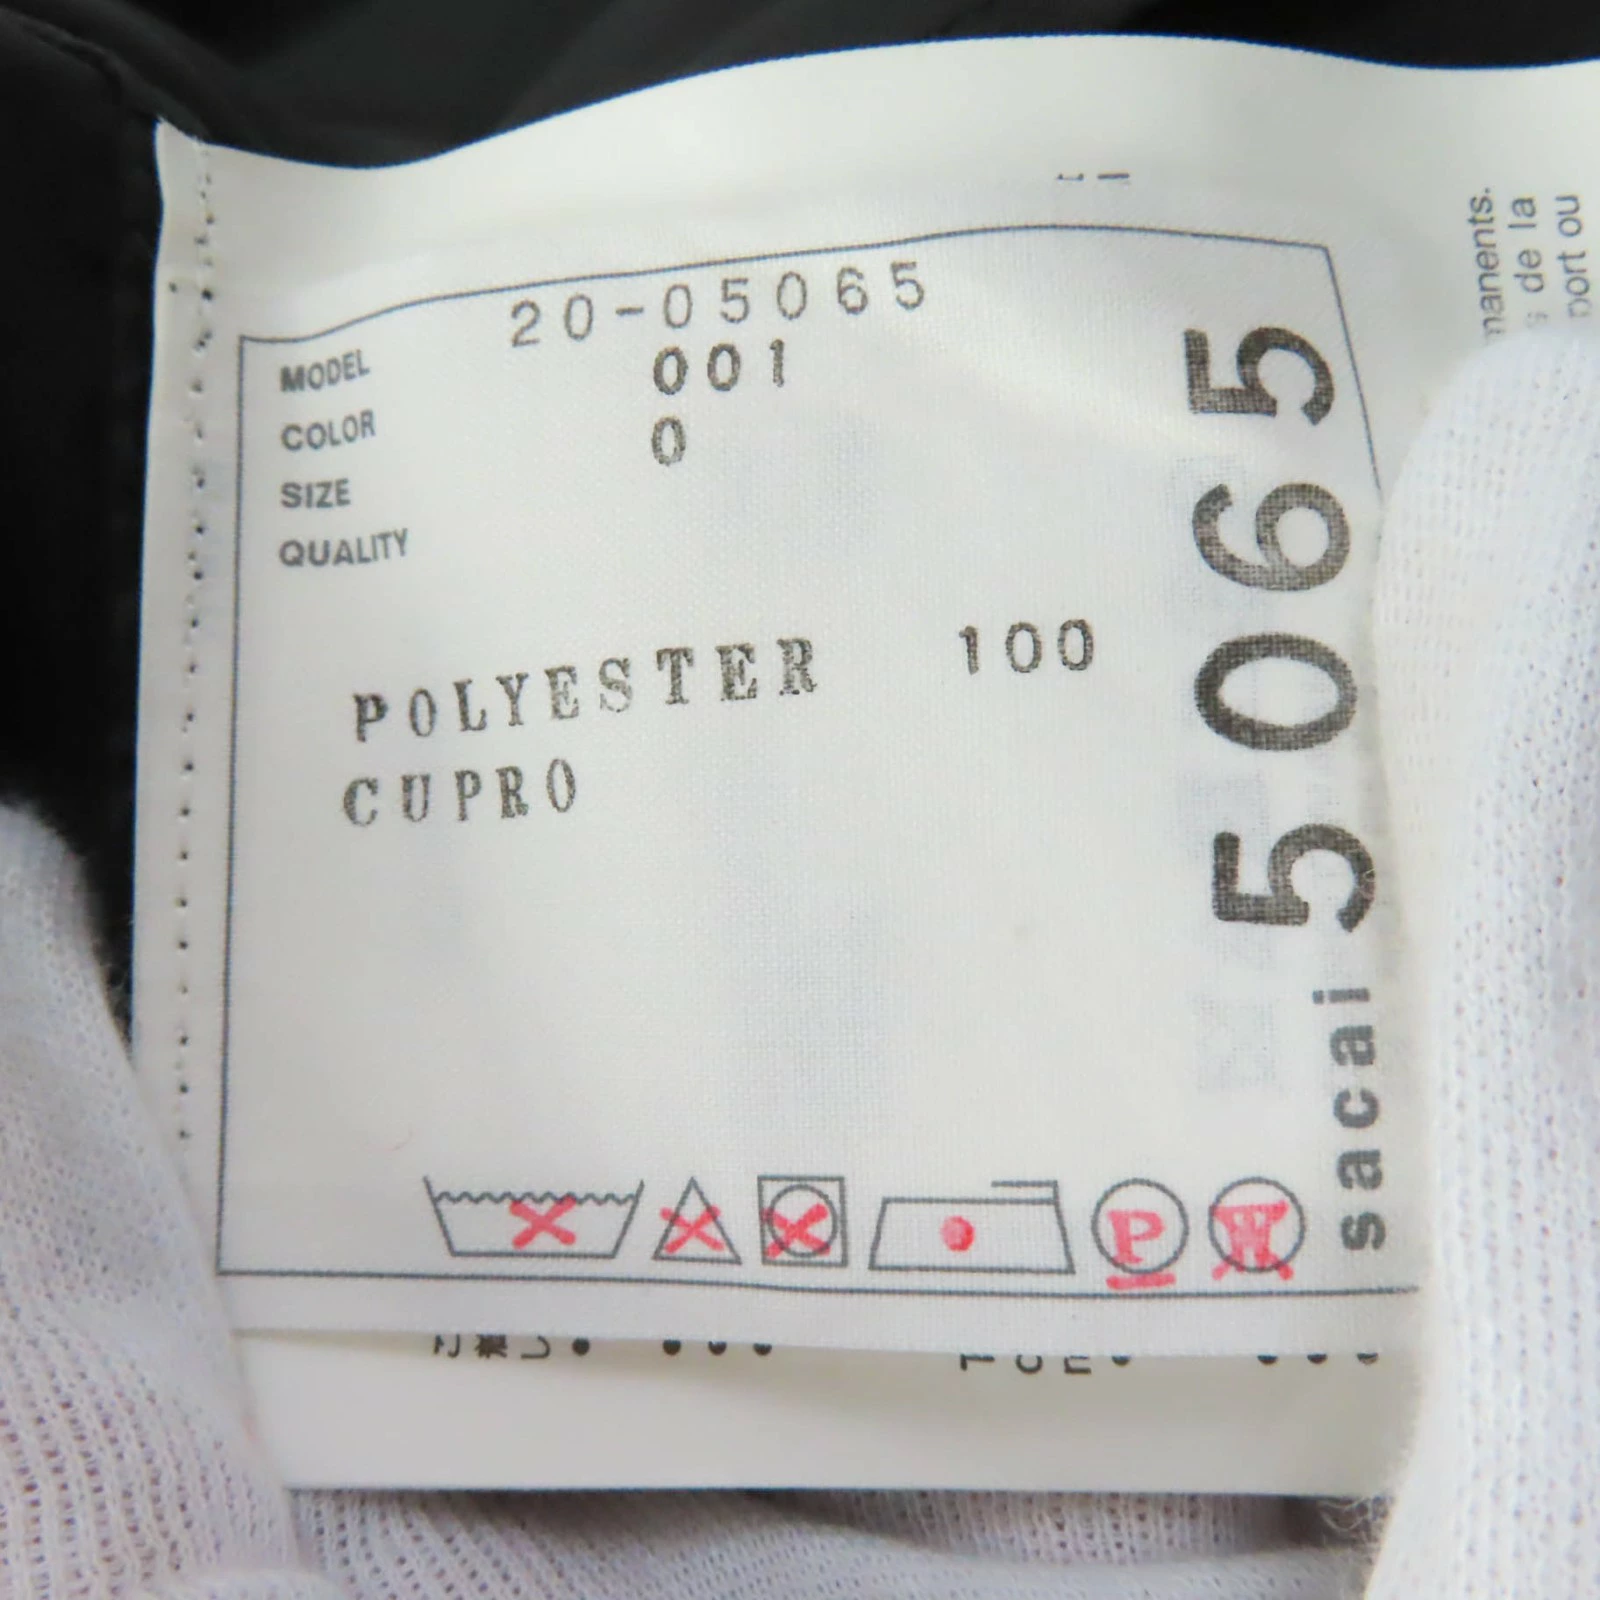 20-05065
MODEL 001
COLOR 0
SIZE
QUALITY
POLYESTER 100
CUPRO
P W
sacai 5065
manents.
de la
port ou